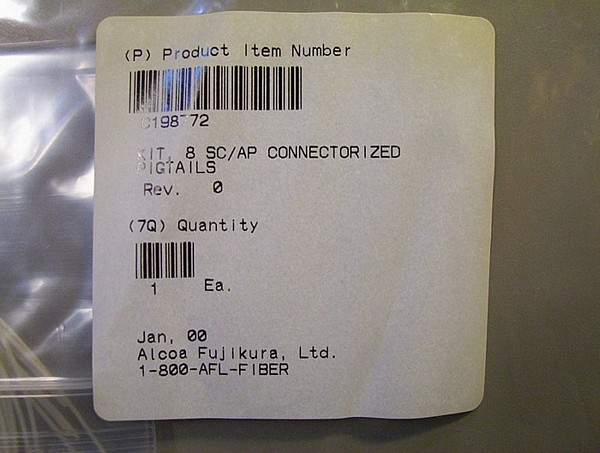 (P) Product Item Number
KIT, 8 SC/AP CONNECTORIZED
PIGTAILS
Rev. 0
(7Q) Quantity
1 Ea.
Jan, 00
Alcoa Fujikura, Ltd.
1-800-AFL-FIBER